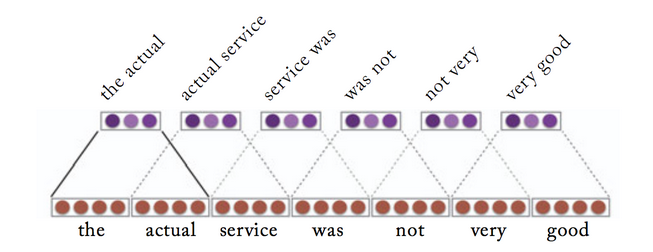 the actual
actual service
service was
was not
not very
very good
the actual service was not very good